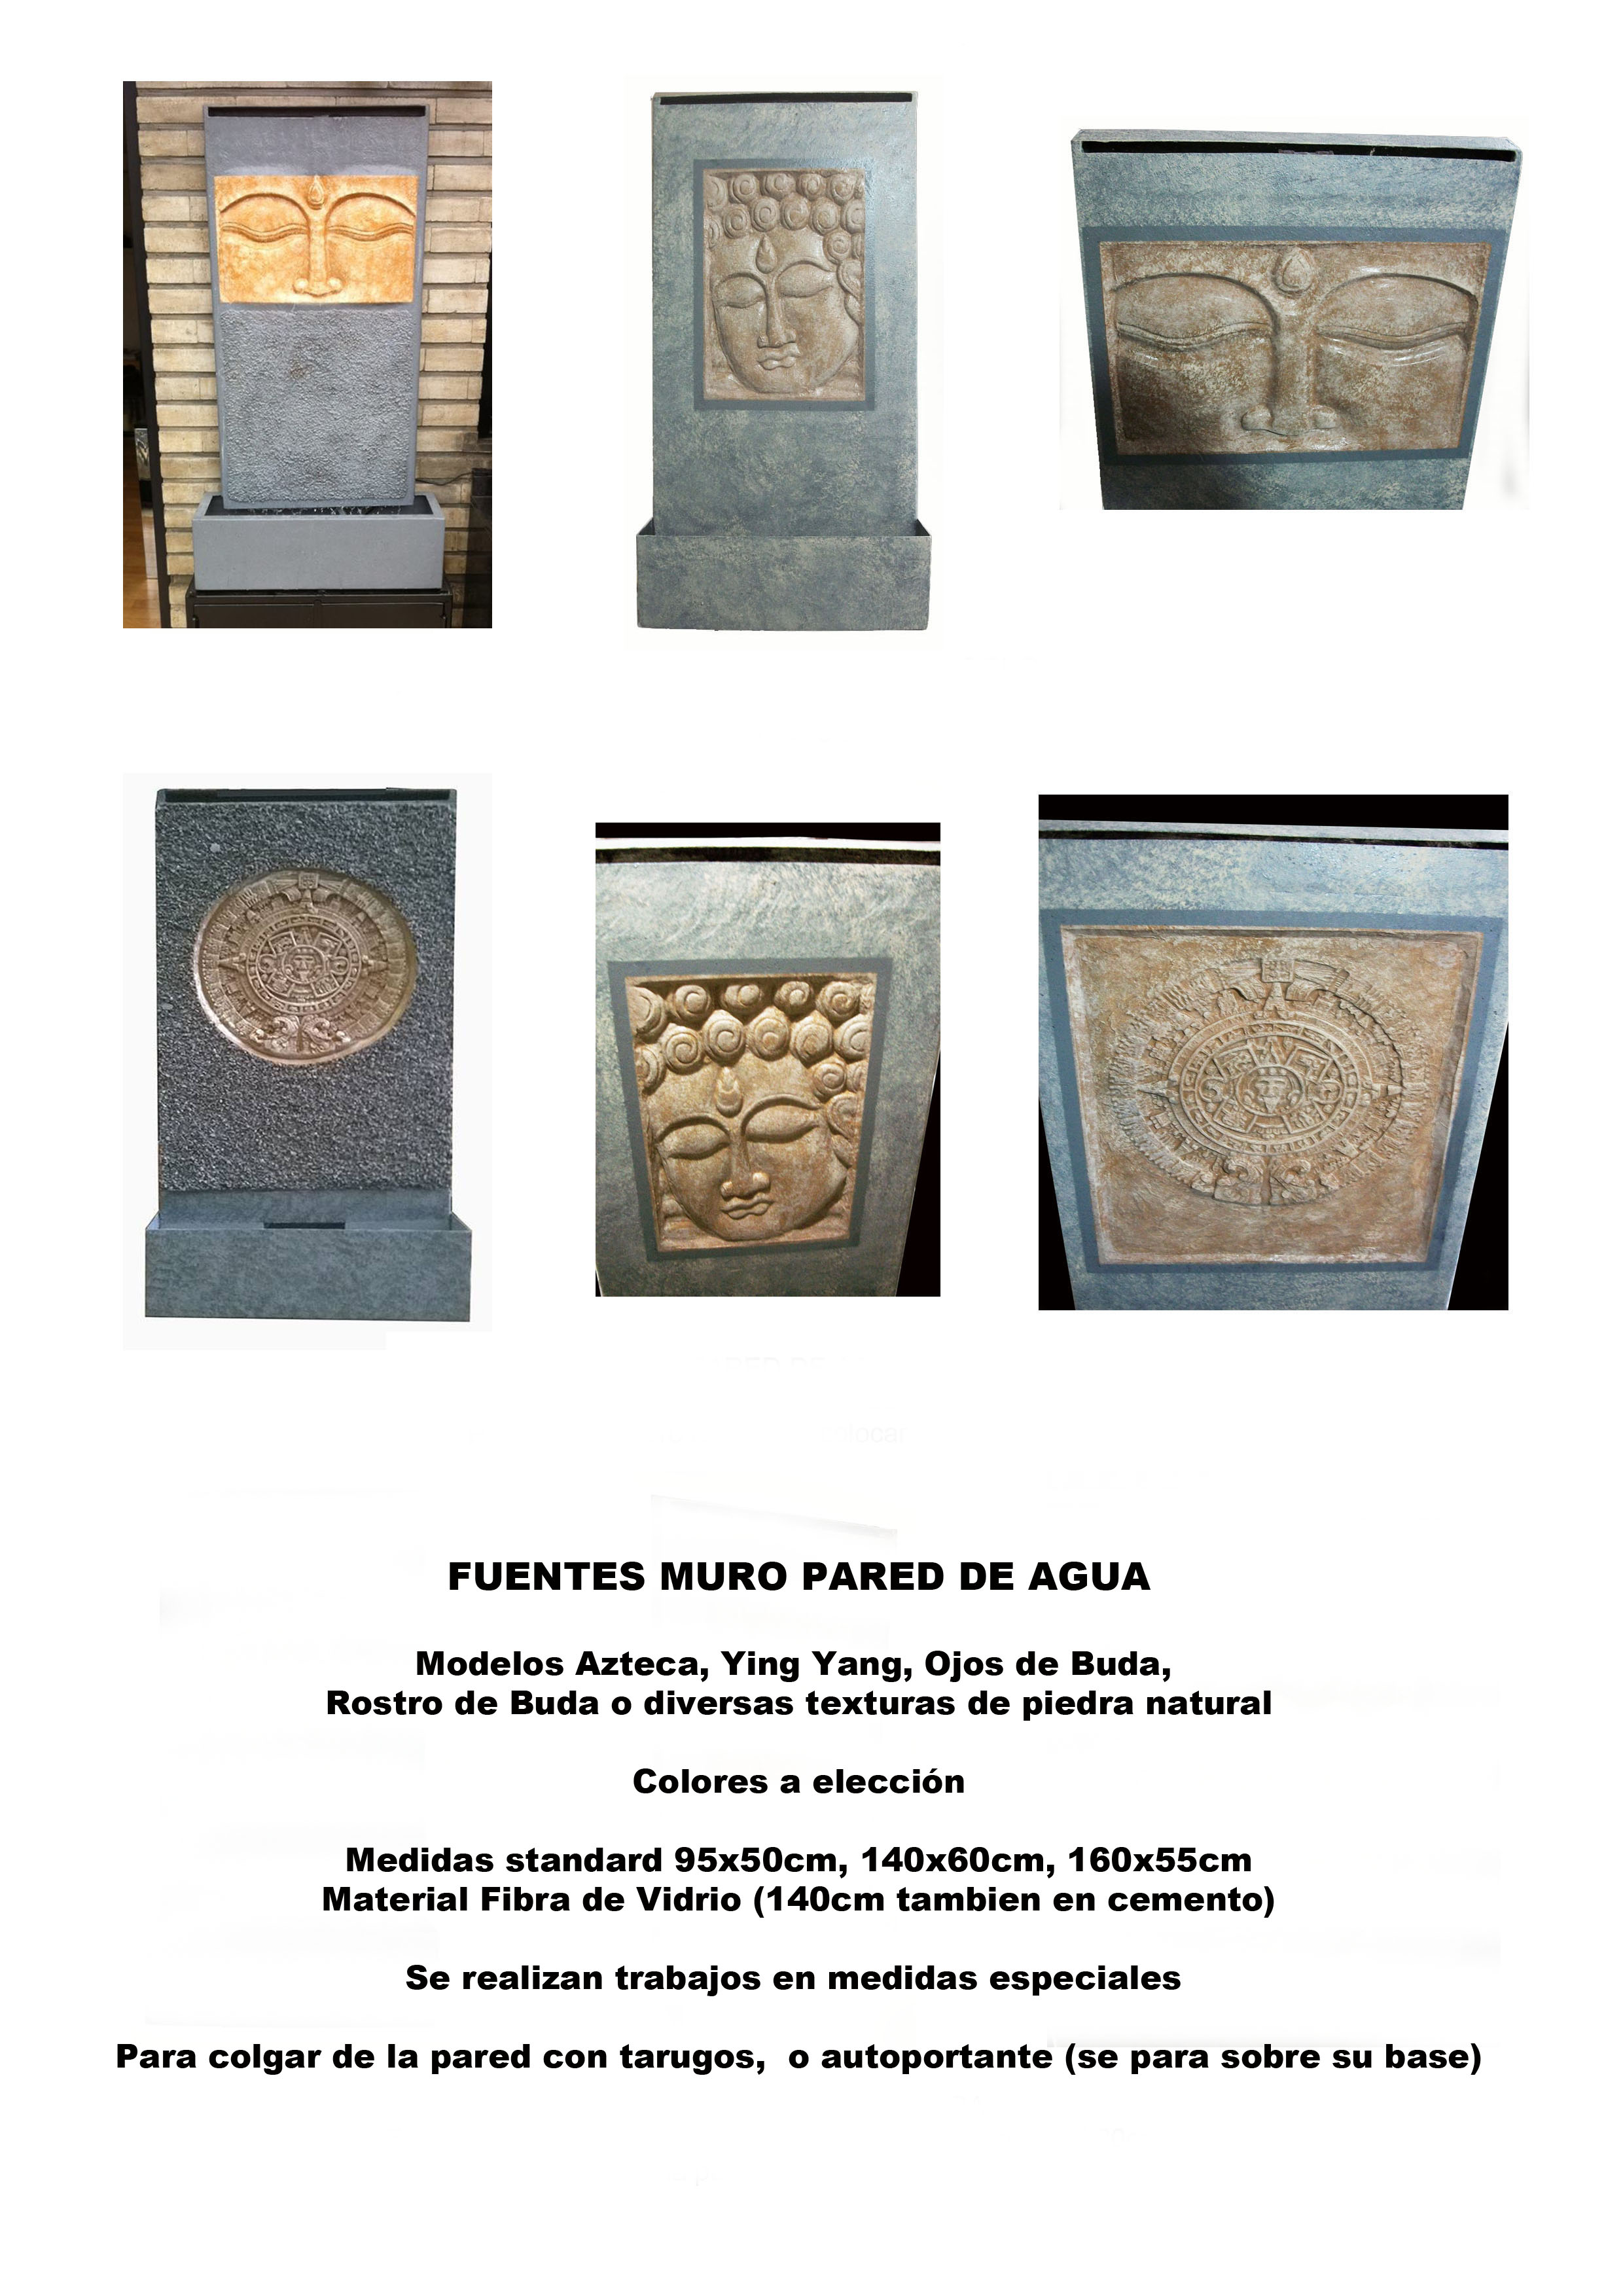 FUENTES MURO PARED DE AGUA
Modelos Azteca, Ying Yang, Ojos de Buda,
Rostro de Buda o diversas texturas de piedra natural
Colores a elección
Medidas standard 95x50cm, 140x60cm, 160x55cm
Material Fibra de Vidrio (140cm tambien en cemento)
Se realizan trabajos en medidas especiales
Para colgar de la pared con tarugos,  o autoportante (se para sobre su base)